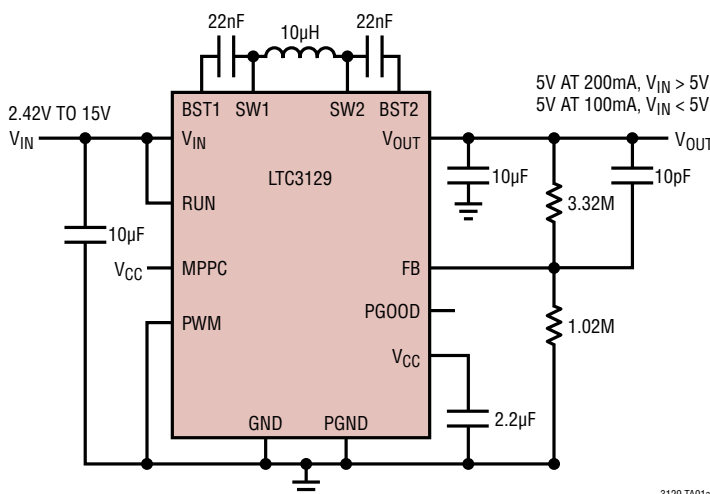 22nF
10µH
22nF
BST1
SW1
SW2
BST2
5V AT 200mA, VIN > 5V
5V AT 100mA, VIN < 5V
2.42V TO 15V
VIN
VIN
VOUT
VOUT
LTC3129
10µF
3.32M
10pF
RUN
10µF
VCC
MPPC
FB
PGOOD
PWM
1.02M
VCC
2.2µF
GND
PGND
3129 TA01a